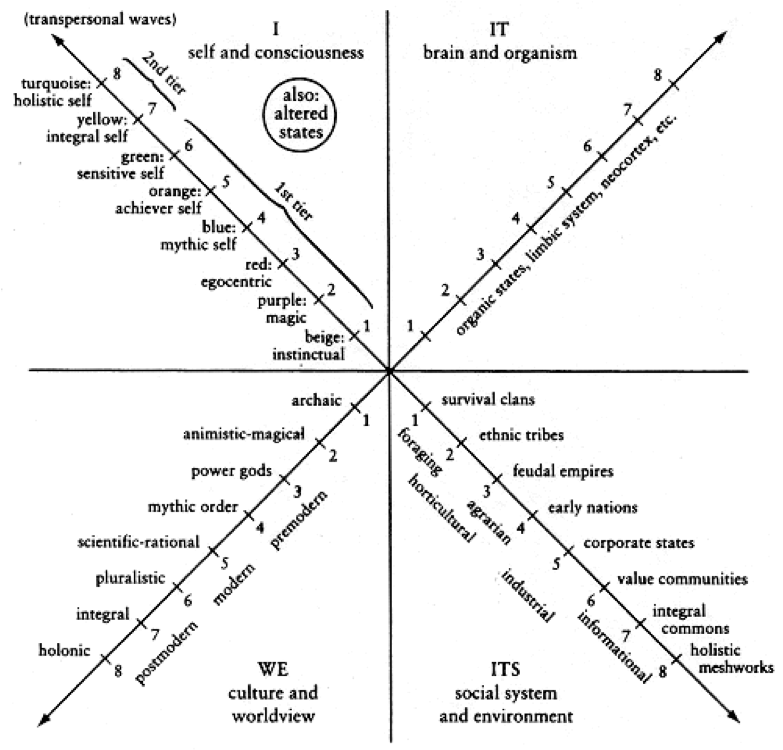 (transpersonal waves)
I
self and consciousness
also:
altered
states
2nd tier
1st tier
8
turquoise:
holistic self
7
yellow:
integral self
6
green:
sensitive self
5
orange:
achiever self
4
blue:
mythic self
3
red:
egocentric
2
purple:
magic
1
beige:
instinctual
IT
brain and organism
8
7
6
5
4
3
2
1
organic states, limbic system, neocortex, etc.
archaic
1
animistic-magical
2
power gods
3
mythic order
4
scientific-rational
5
pluralistic
6
integral
7
holonic
8
premodern
modern
postmodern
WE
culture and
worldview
survival clans
1
ethnic tribes
2
feudal empires
3
early nations
4
corporate states
5
value communities
6
integral
commons
7
holistic
meshworks
8
foraging
horticultural
agrarian
industrial
informational
ITS
social system
and environment